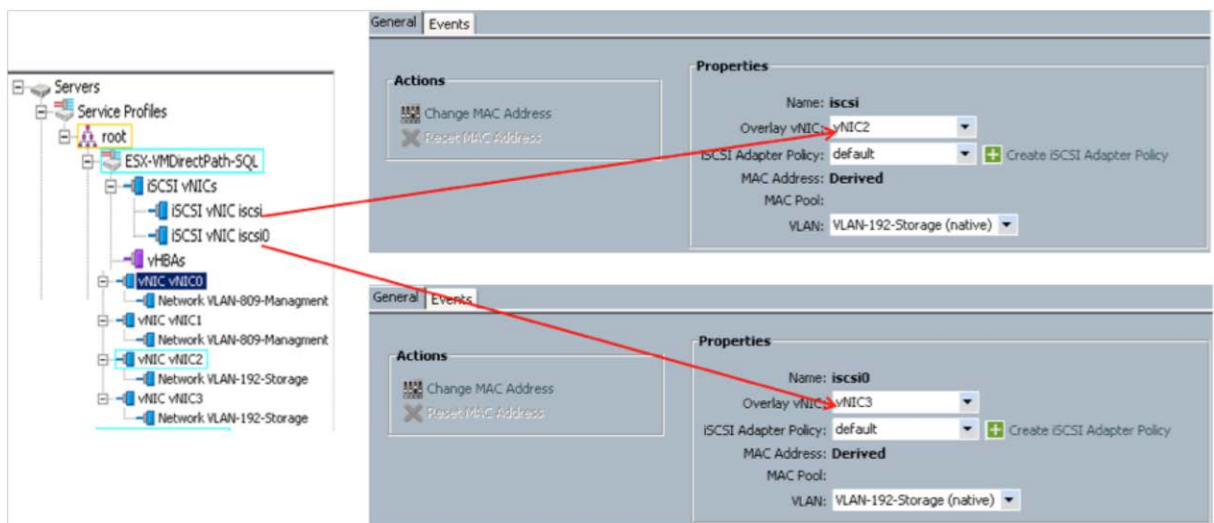 Servers
Service Profiles
root
ESX-VMDirectPath-SQL
iSCSI vNICs
iSCSI vNIC iscsi
iSCSI vNIC iscsi0
vHBAs
vNIC vNIC0
Network VLAN-809-Managment
vNIC vNIC1
Network VLAN-809-Managment
vNIC vNIC2
Network VLAN-192-Storage
vNIC vNIC3
Network VLAN-192-Storage
General Events
Actions
Change MAC Address
Reset MAC Address
Properties
Name: iscsi
Overlay vNIC: vNIC2
iSCSI Adapter Policy: default Create iSCSI Adapter Policy
MAC Address: Derived
MAC Pool:
VLAN: VLAN-192-Storage (native)
General Events
Actions
Change MAC Address
Reset MAC Address
Properties
Name: iscsi0
Overlay vNIC: vNIC3
iSCSI Adapter Policy: default Create iSCSI Adapter Policy
MAC Address: Derived
MAC Pool:
VLAN: VLAN-192-Storage (native)